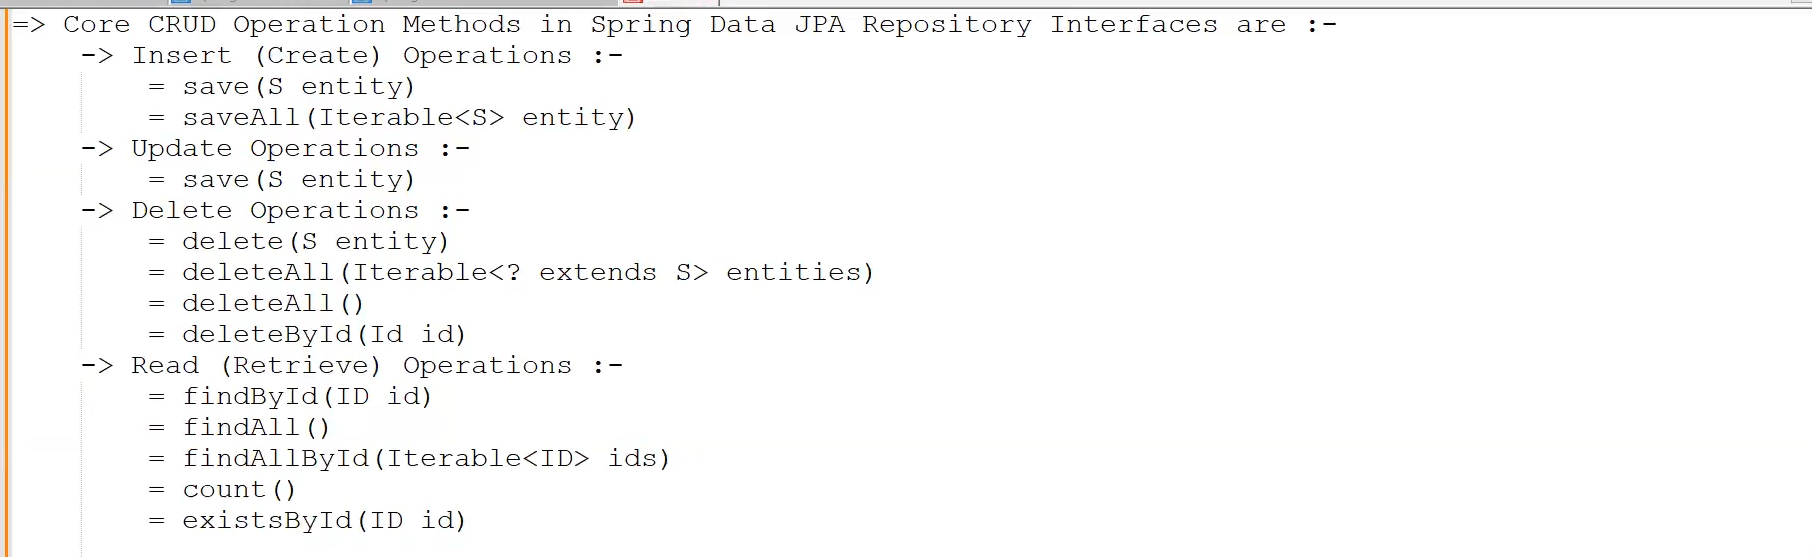 => Core CRUD Operation Methods in Spring Data JPA Repository Interfaces are :-
-> Insert (Create) Operations :-
= save(S entity)
= saveAll(Iterable<S> entity)
-> Update Operations :-
= save(S entity)
-> Delete Operations :-
= delete(S entity)
= deleteAll(Iterable<? extends S> entities)
= deleteAll()
= deleteById(Id id)
-> Read (Retrieve) Operations :-
= findById(ID id)
= findAll()
= findAllById(Iterable<ID> ids)
= count()
= existsById(ID id)